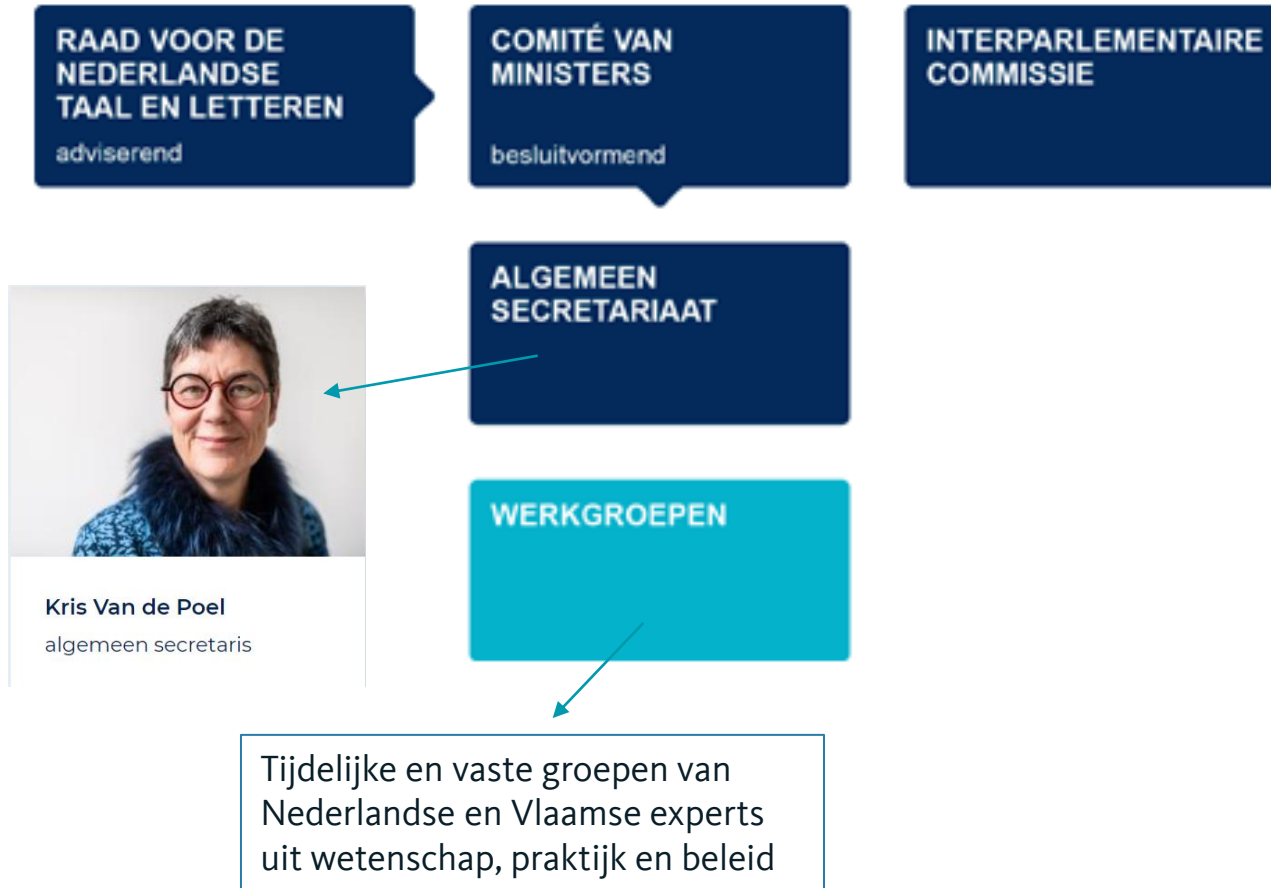 RAAD VOOR DE
NEDERLANDSE
TAAL EN LETTEREN
adviserend
COMITÉ VAN
MINISTERS
besluitvormend
INTERPARLEMENTAIRE
COMMISSIE
ALGEMEEN
SECRETARIAAT
Kris Van de Poel
algemeen secretaris
WERKGROEPEN
Tijdelijke en vaste groepen van
Nederlandse en Vlaamse experts
uit wetenschap, praktijk en beleid